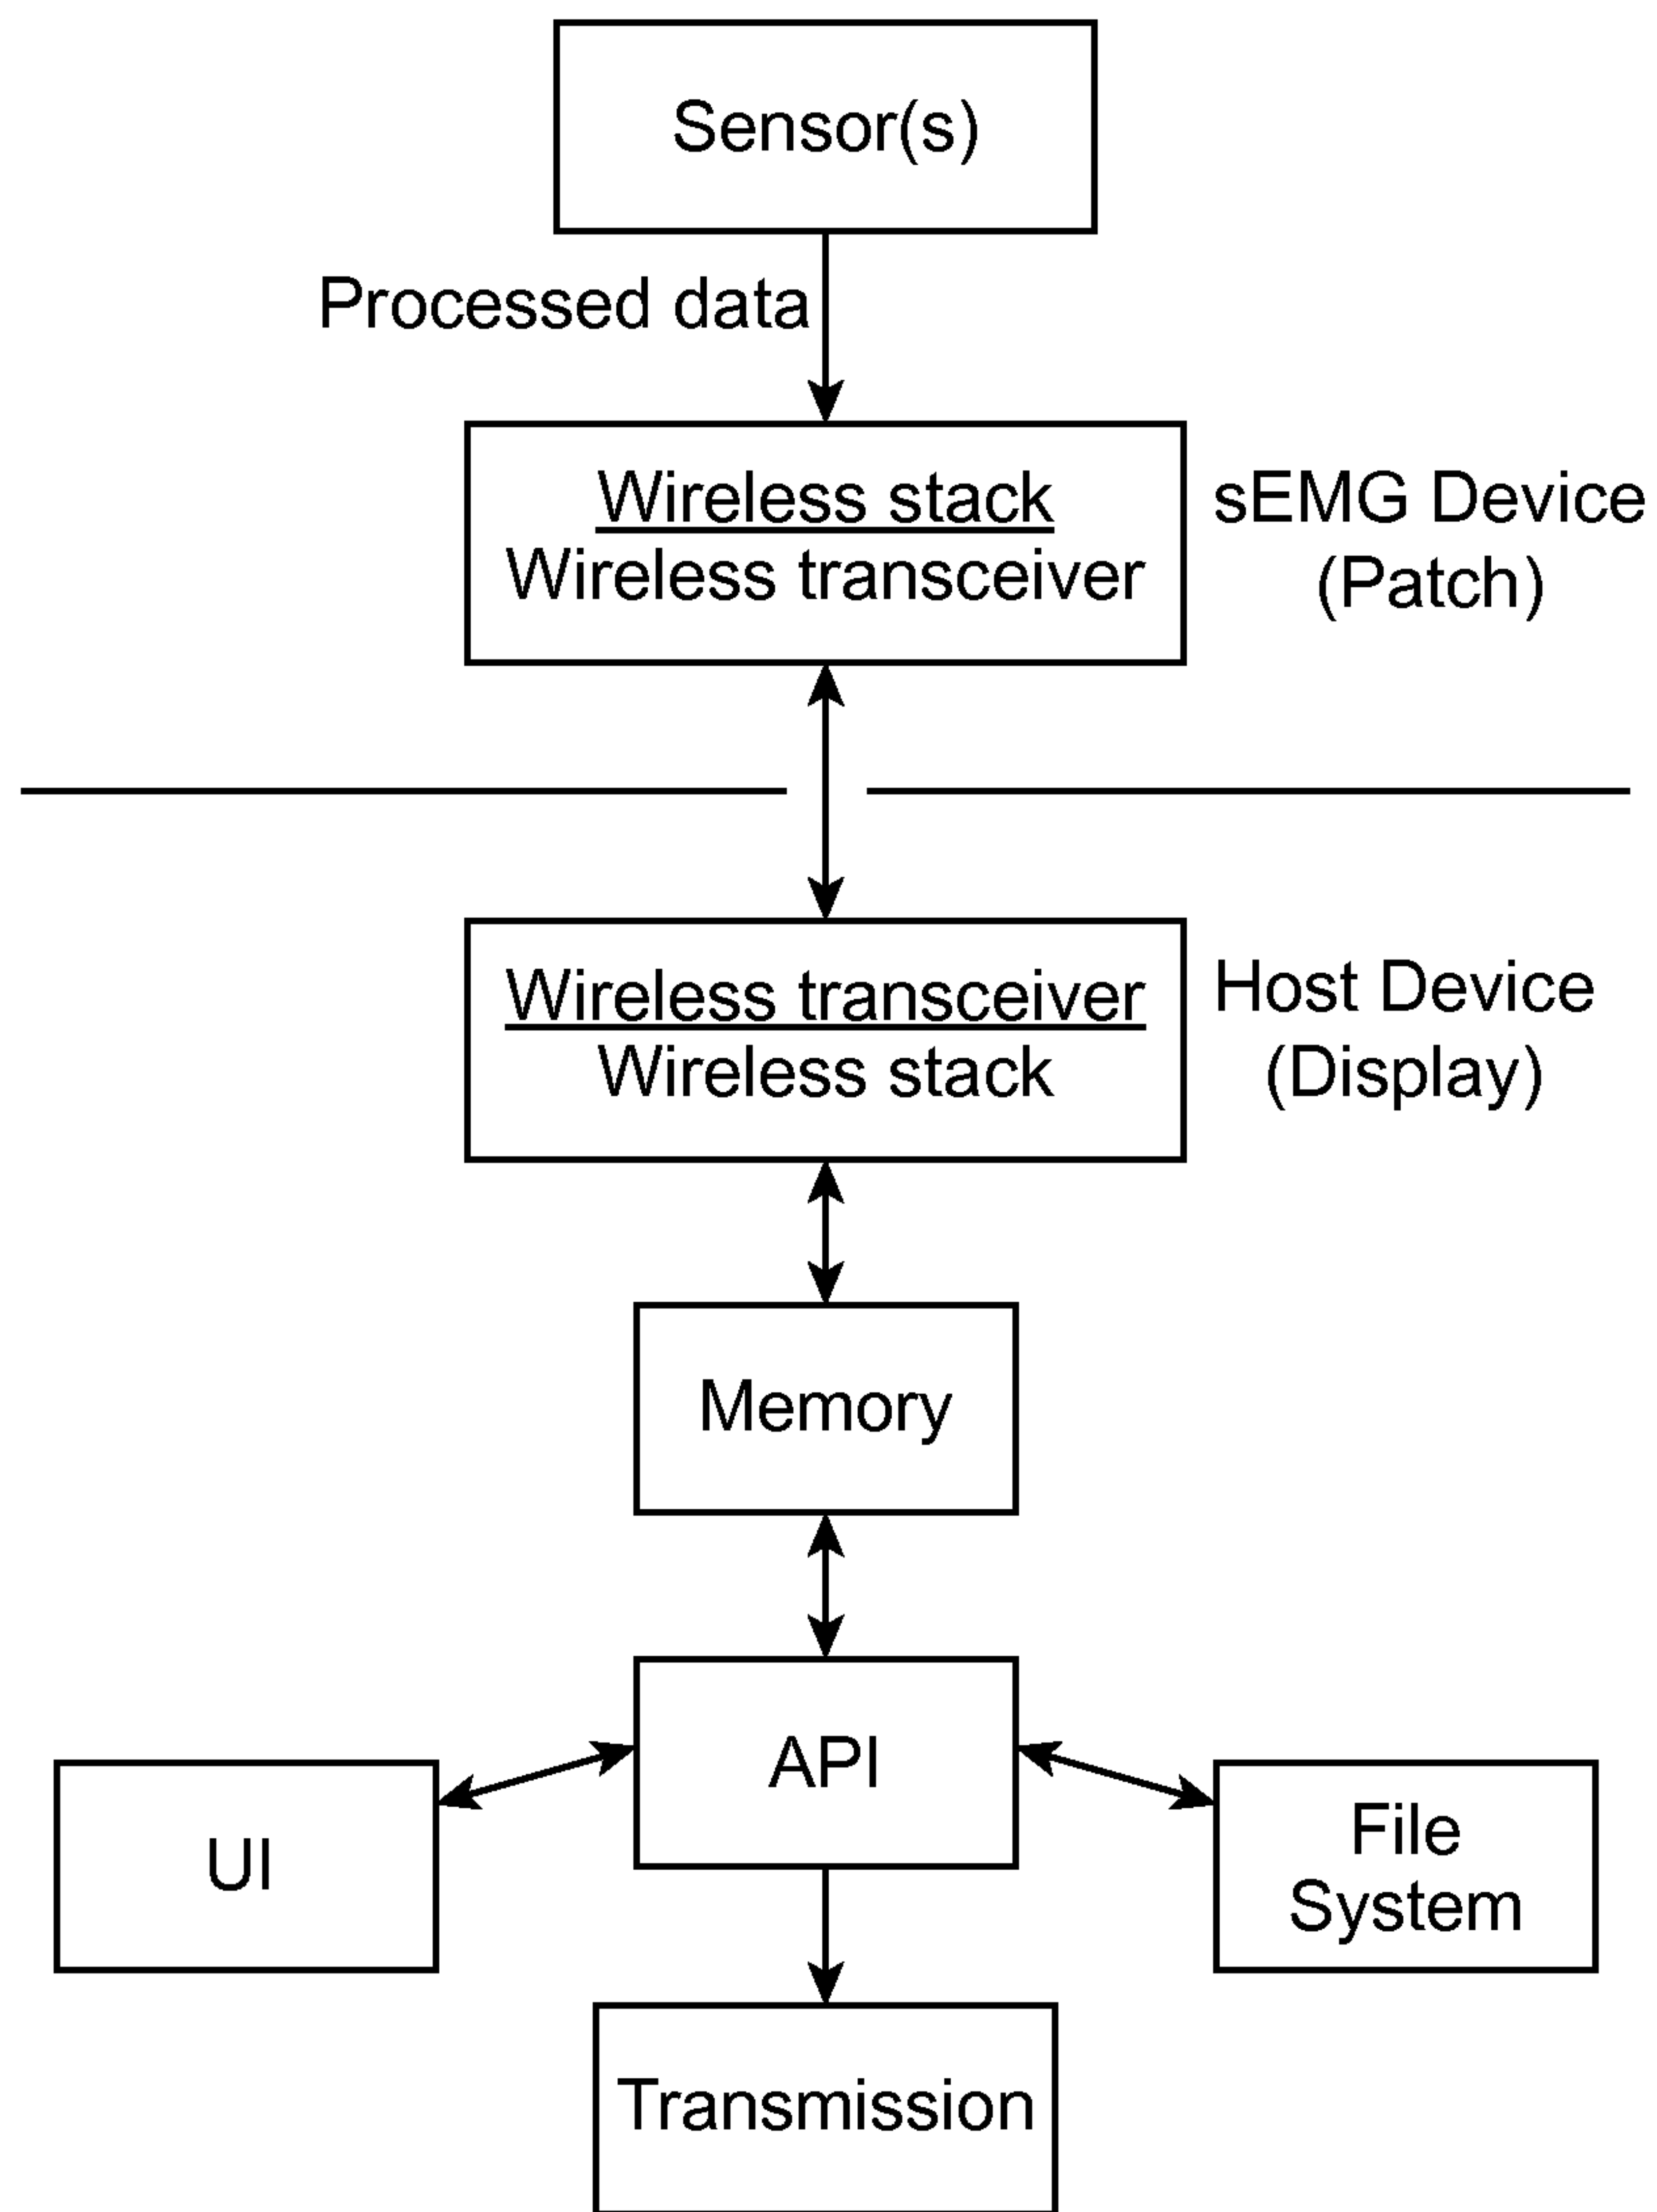 Sensor(s)
Processed data
Wireless stack
Wireless transceiver
sEMG Device
(Patch)
Wireless transceiver
Wireless stack
Host Device
(Display)
Memory
API
UI
File
System
Transmission